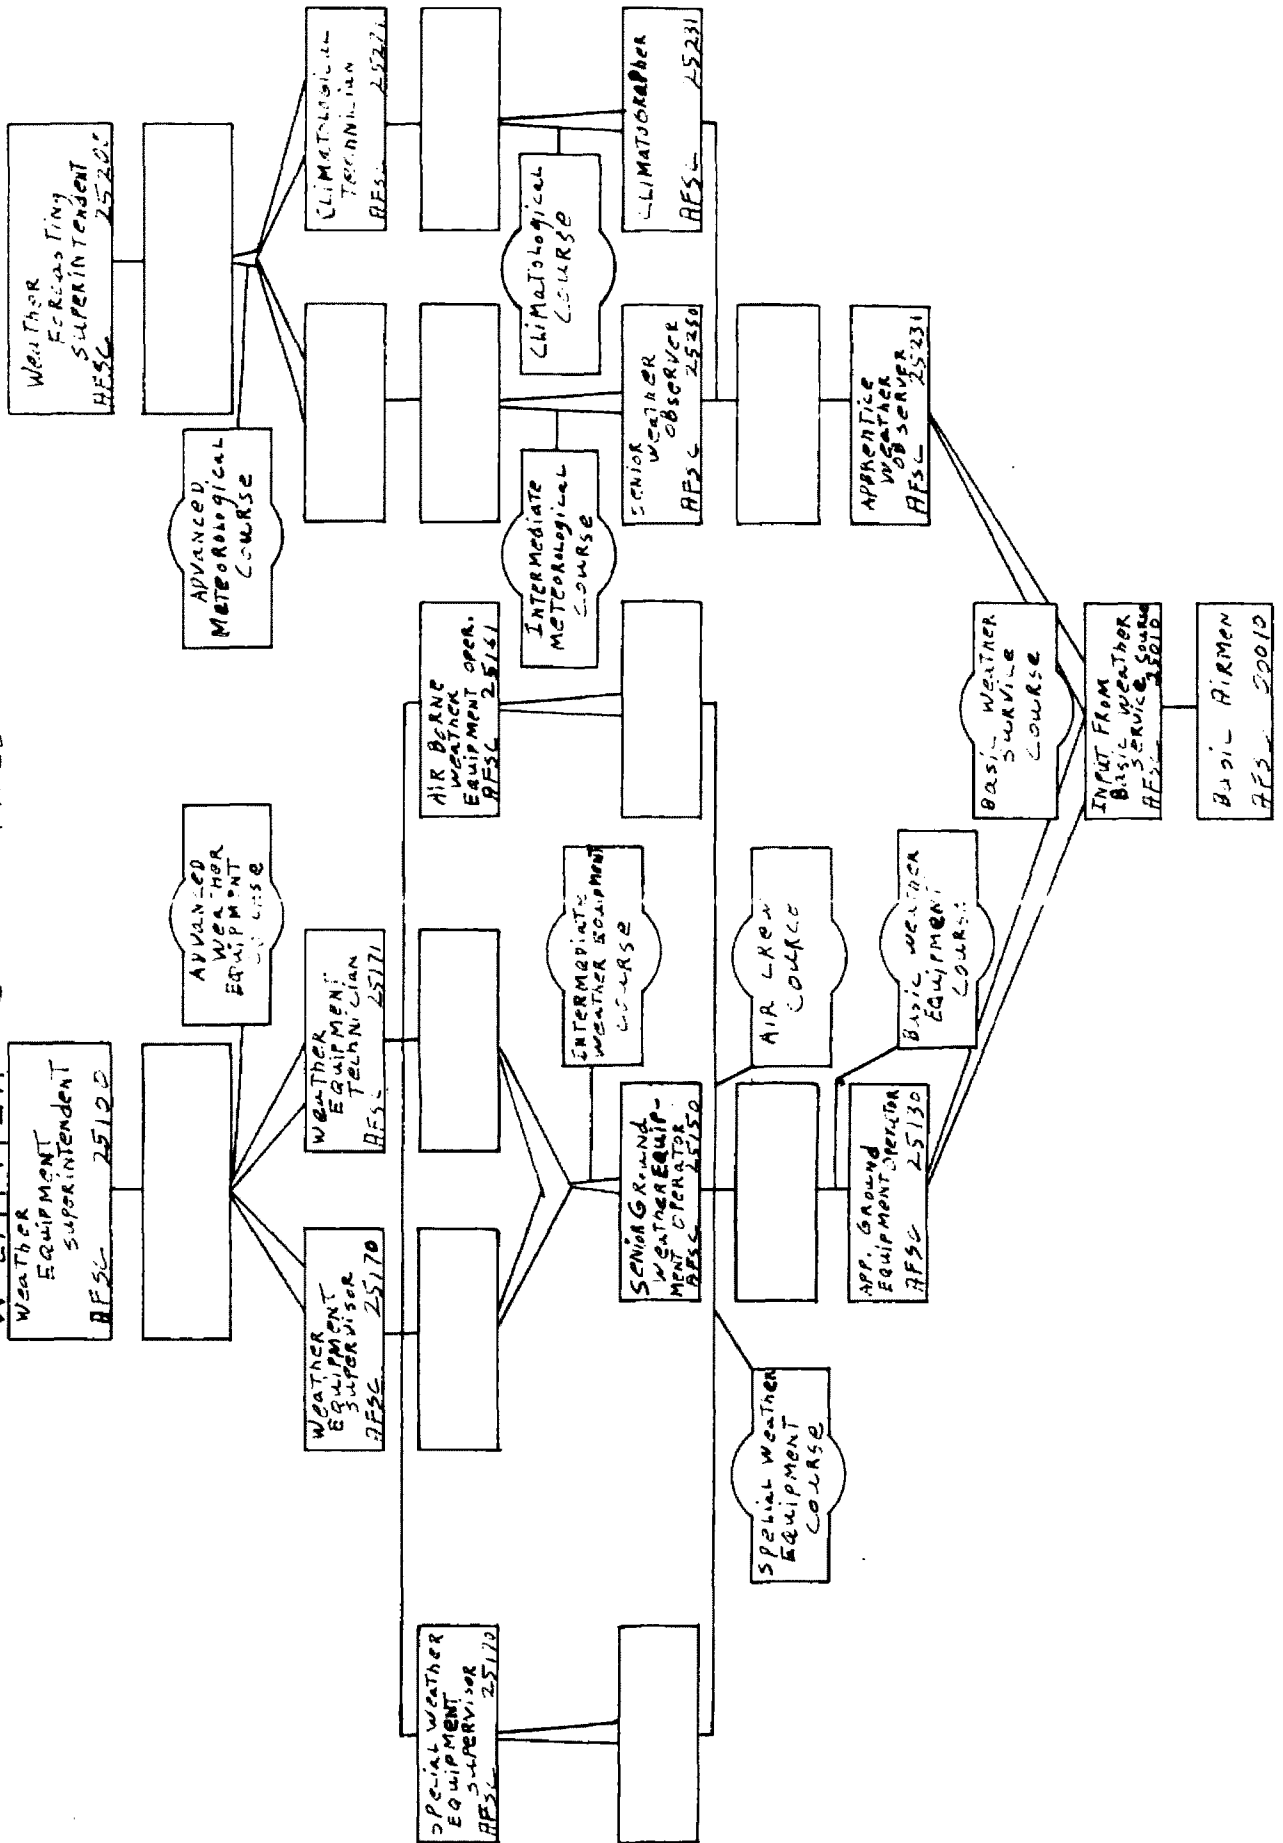 Weather
EQUIPMENT
SUPERINTENDENT
AFSC 25100
Weather
FORECASTING
SUPERINTENDENT
AFSC
ADVANCED
WEATHER
EQUIPMENT
COURSE
ADVANCED
METEOROLOGICAL
COURSE
WEATHER
EQUIPMENT
SUPERVISOR
AFSC 25170
WEATHER
EQUIPMENT
TECHNICIAN
AFSC 25171
CLIMATOLOGICAL
TECHNICIAN
AFSC 25271
SPECIAL WEATHER
EQUIPMENT
SUPERVISOR
AFSC 25170
AIR BORNE
WEATHER
EQUIPMENT OPER.
AFSC 25161
INTERMEDIATE
WEATHER EQUIPMENT
COURSE
INTERMEDIATE
METEOROLOGICAL
COURSE
CLIMATOLOGICAL
COURSE
SENIOR GROUND
WEATHER EQUIP-
MENT OPERATOR
AFSC 25150
SENIOR
WEATHER
OBSERVER
AFSC 25250
CLIMATOGRAPHER
AFSC 25231
SPECIAL WEATHER
EQUIPMENT
COURSE
AIR CREW
COURCE
APP. GROUND
EQUIPMENT OPERATOR
AFSC 25130
BASIC WEATHER
EQUIPMENT
COURSE
APPRENTICE
WEATHER
OBSERVER
AFSC 25231
BASIC WEATHER
SURVICE
COURSE
INPUT FROM
BASIC WEATHER
SERVICE COURSE
AFSC 25010
BASIC AIRMEN
AFSC 00010